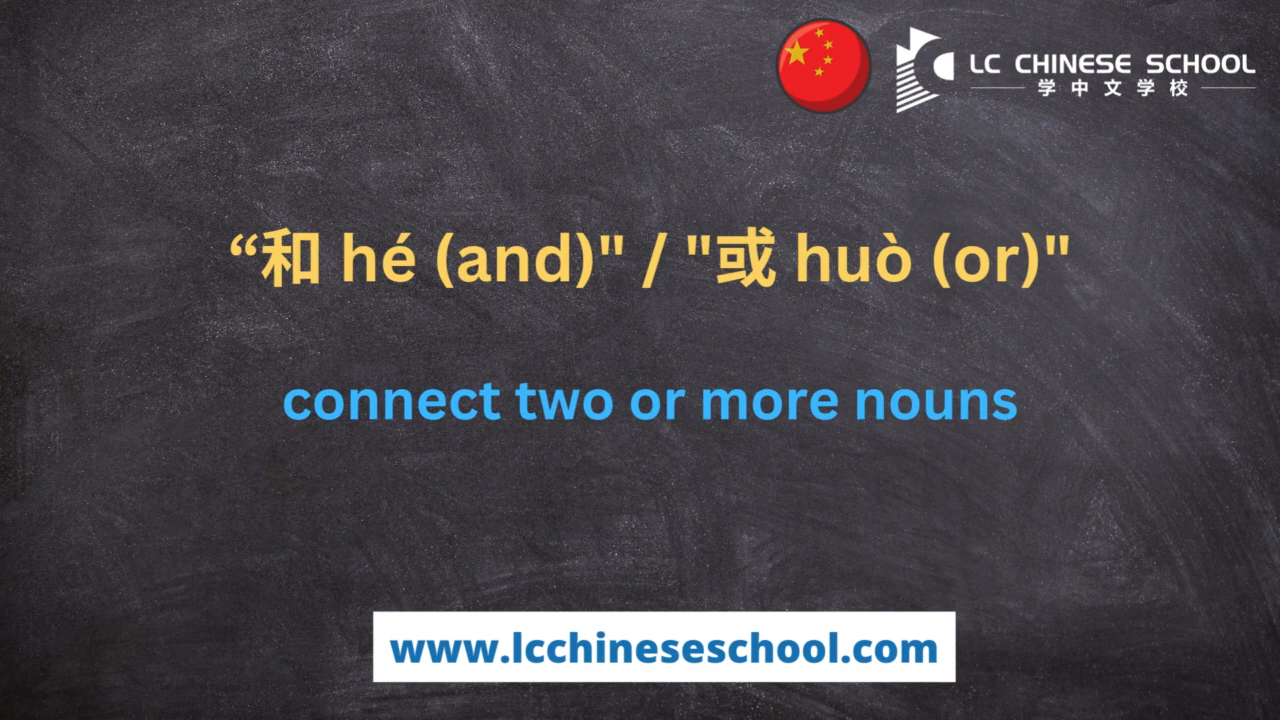 LC CHINESE SCHOOL
学中文学校
“和 hé (and)" / "或 huò (or)"
connect two or more nouns
www.lcchineseschool.com